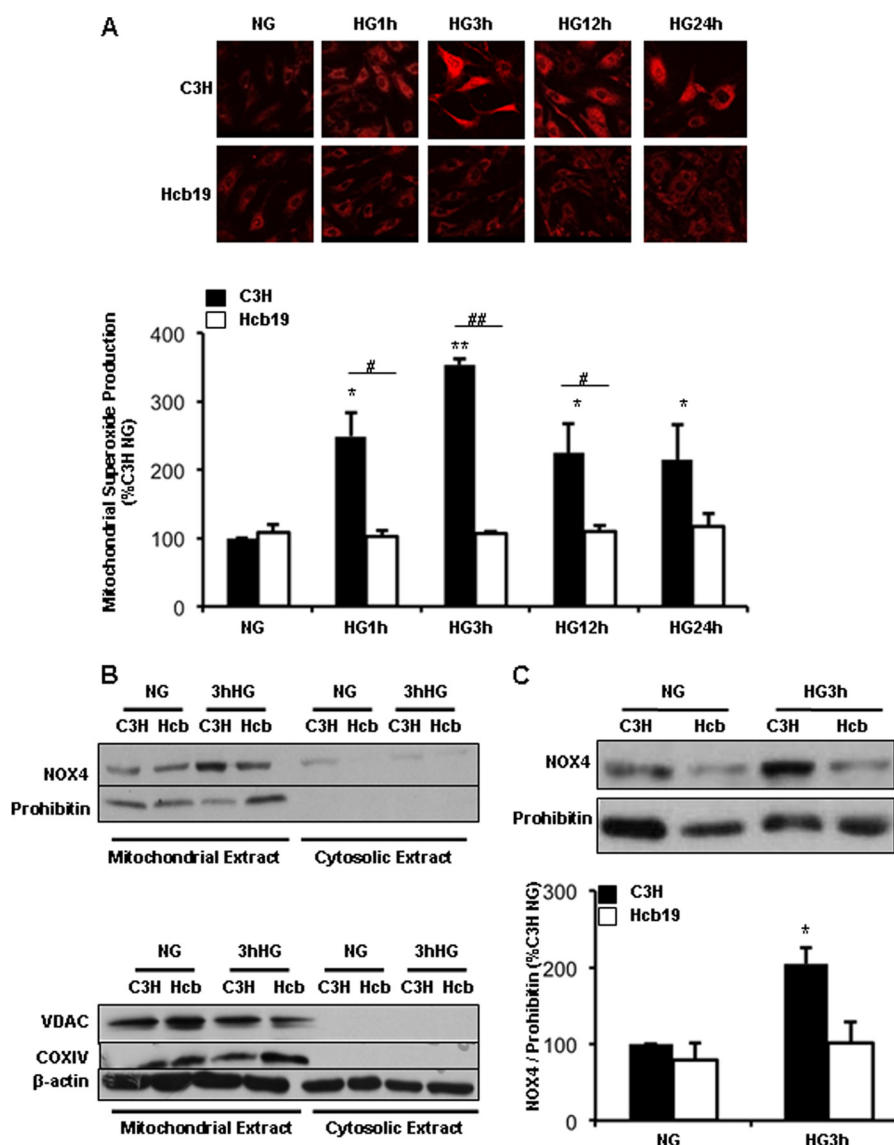 A
NG HG1h HG3h HG12h HG24h
C3H
Hcb19
C3H
Hcb19
Mitochondrial Superoxide Production
(%C3H NG)
400
300
200
100
0
* # ** ## # * *
NG HG1h HG3h HG12h HG24h
B
NG 3hHG NG 3hHG
C3H Hcb C3H Hcb C3H Hcb C3H Hcb
NOX4
Prohibitin
Mitochondrial Extract Cytosolic Extract
NG 3hHG NG 3hHG
C3H Hcb C3H Hcb C3H Hcb C3H Hcb
VDAC
COXIV
β-actin
Mitochondrial Extract Cytosolic Extract
C
NG HG3h
C3H Hcb C3H Hcb
NOX4
Prohibitin
C3H
Hcb19
NOX4 / Prohibitin (%C3H NG)
300
200
100
0
*
NG HG3h